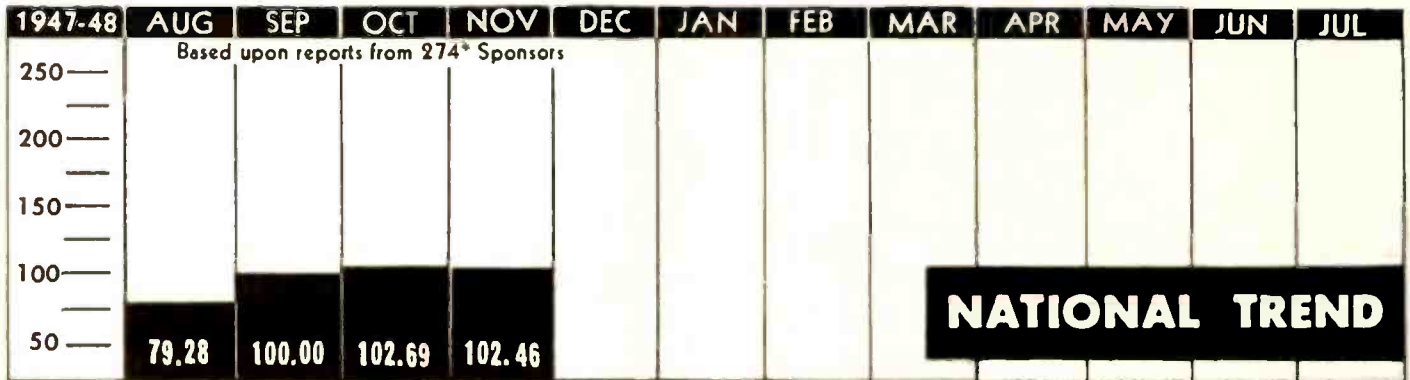 1947-48 AUG SEP OCT NOV DEC JAN FEB MAR APR MAY JUN JUL
Based upon reports from 274* Sponsors
250
200
150
100
NATIONAL TREND
50 79.28 100.00 102.69 102.46